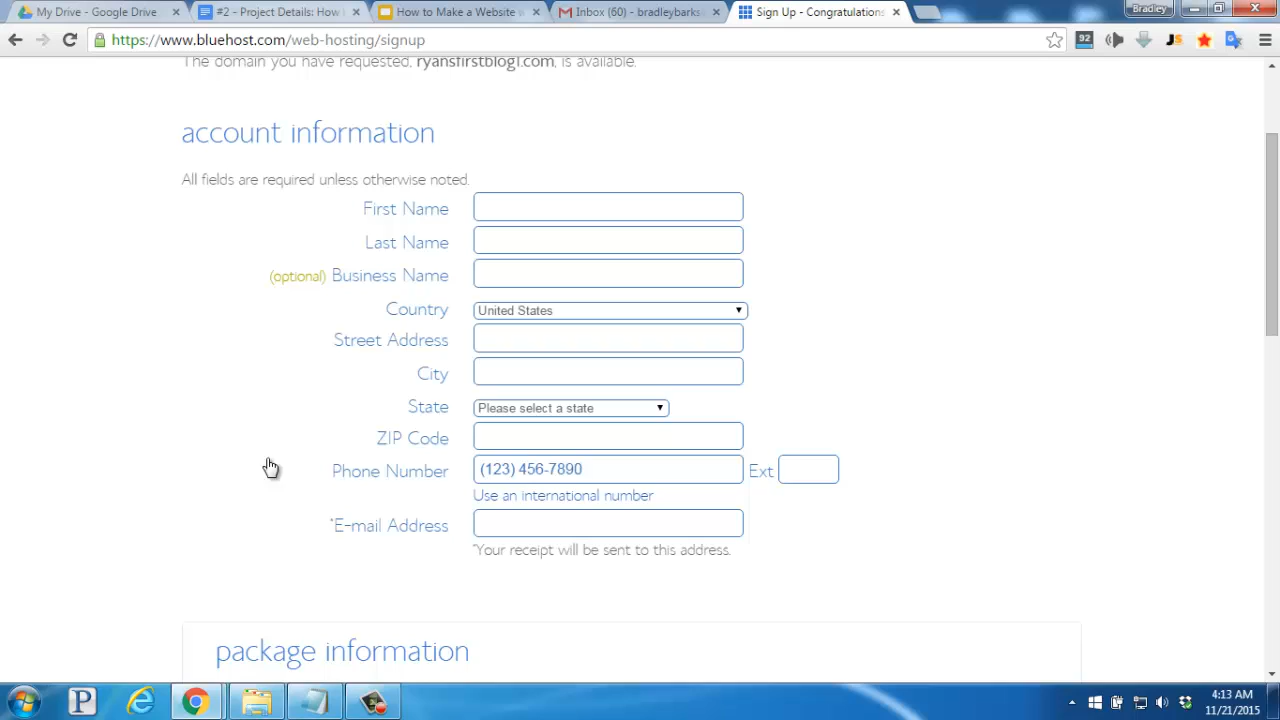 My Drive - Google Drive
#2 - Project Details: How
How to Make a Website
Inbox (60) - bradleybarks
Sign Up - Congratulations
Bradley
https://www.bluehost.com/web-hosting/signup
92
JS
The domain you have requested, ryansfirstblog1.com, is available.
account information
All fields are required unless otherwise noted.
First Name
Last Name
(optional) Business Name
Country United States
Street Address
City
State Please select a state
ZIP Code
Phone Number (123) 456-7890 Ext
Use an international number
*E-mail Address
*Your receipt will be sent to this address.
package information
P
4:13 AM
11/21/2015